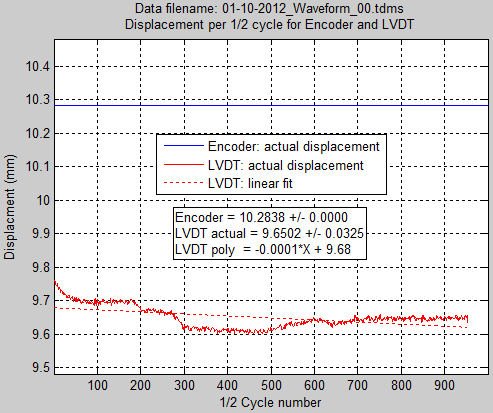 Data filename: 01-10-2012_Waveform_00.tdms
Displacement per 1/2 cycle for Encoder and LVDT
10.4
10.3
10.2
10.1
10
9.9
9.8
9.7
9.6
9.5
Displacment (mm)
Encoder: actual displacement
LVDT: actual displacement
LVDT: linear fit
Encoder = 10.2838 +/- 0.0000
LVDT actual = 9.6502 +/- 0.0325
LVDT poly = -0.0001*X + 9.68
100 200 300 400 500 600 700 800 900
1/2 Cycle number